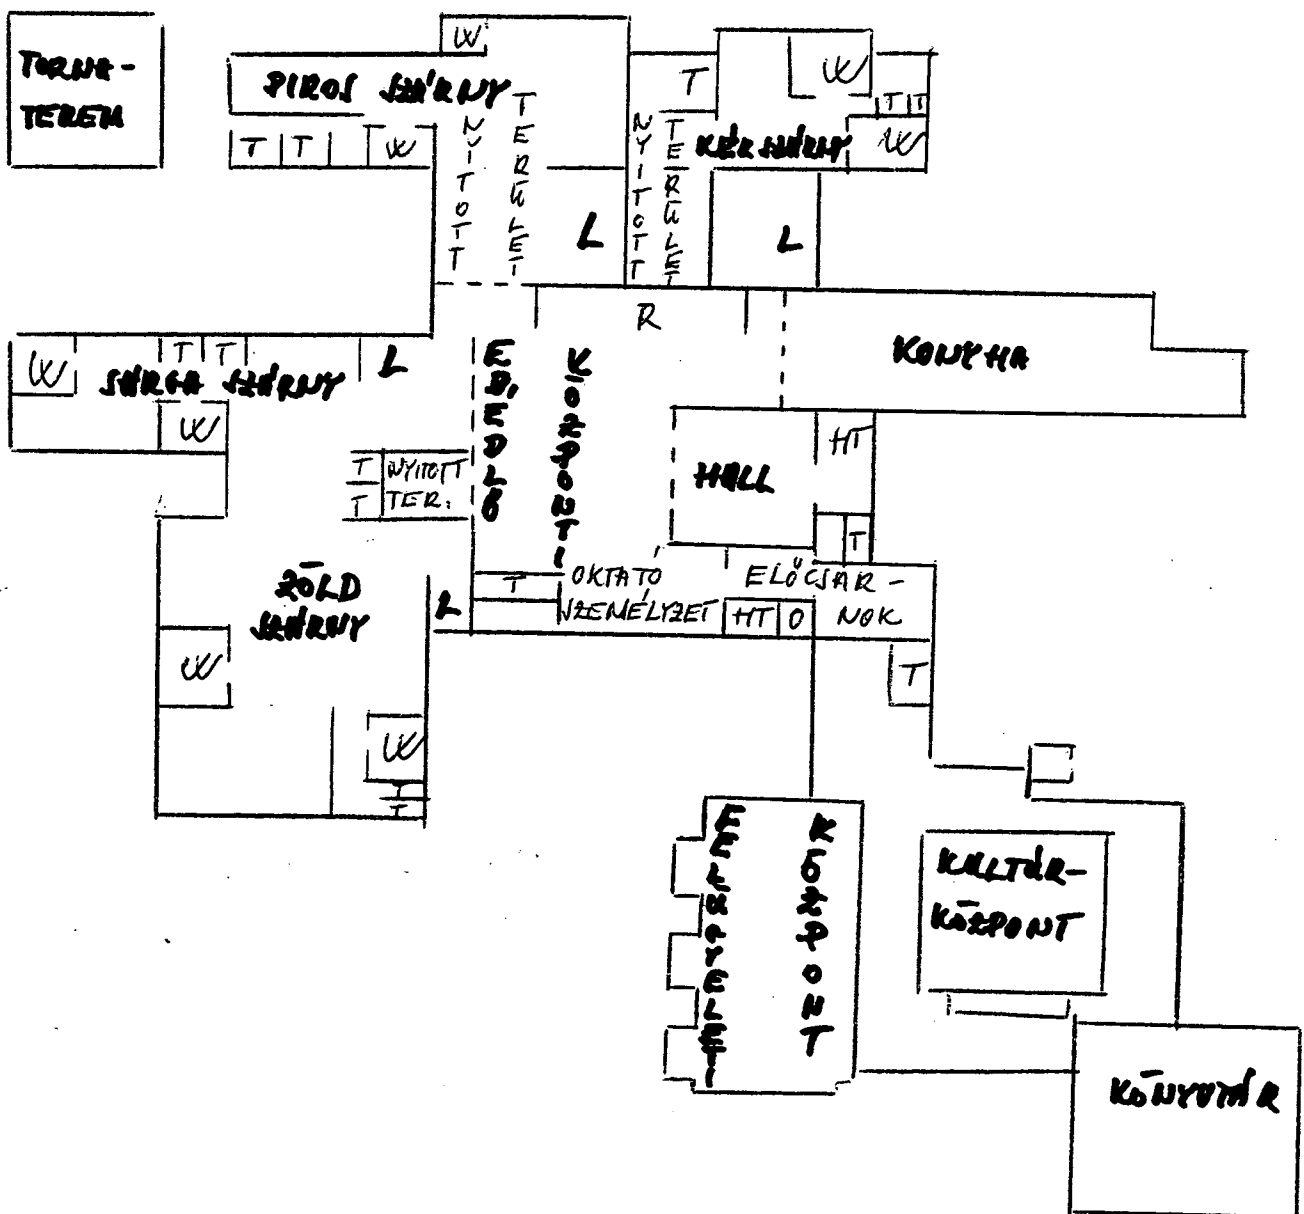 TORNA-
TEREM
W
PIROS SZÁRNY
T
T
W
NYITOTT
TERÜLET
L
NYITOTT
TERÜLET
T
W
T
T
KÉK SZÁRNY
W
L
R
KONYHA
W
T
T
L
SÁRGA SZÁRNY
W
EBÉDLŐ
KÖZPONTI
T
NYITOTT
T
TER.
HALL
HT
T
ZÖLD
SZÁRNY
L
T
OKTATÓ
SZEMÉLYZET
ELŐCSAR-
NOK
HT
O
T
W
W
T
T
FELÜGYELETI
KÖZPONT
KULTÚR-
KÖZPONT
KÖNYVTÁR